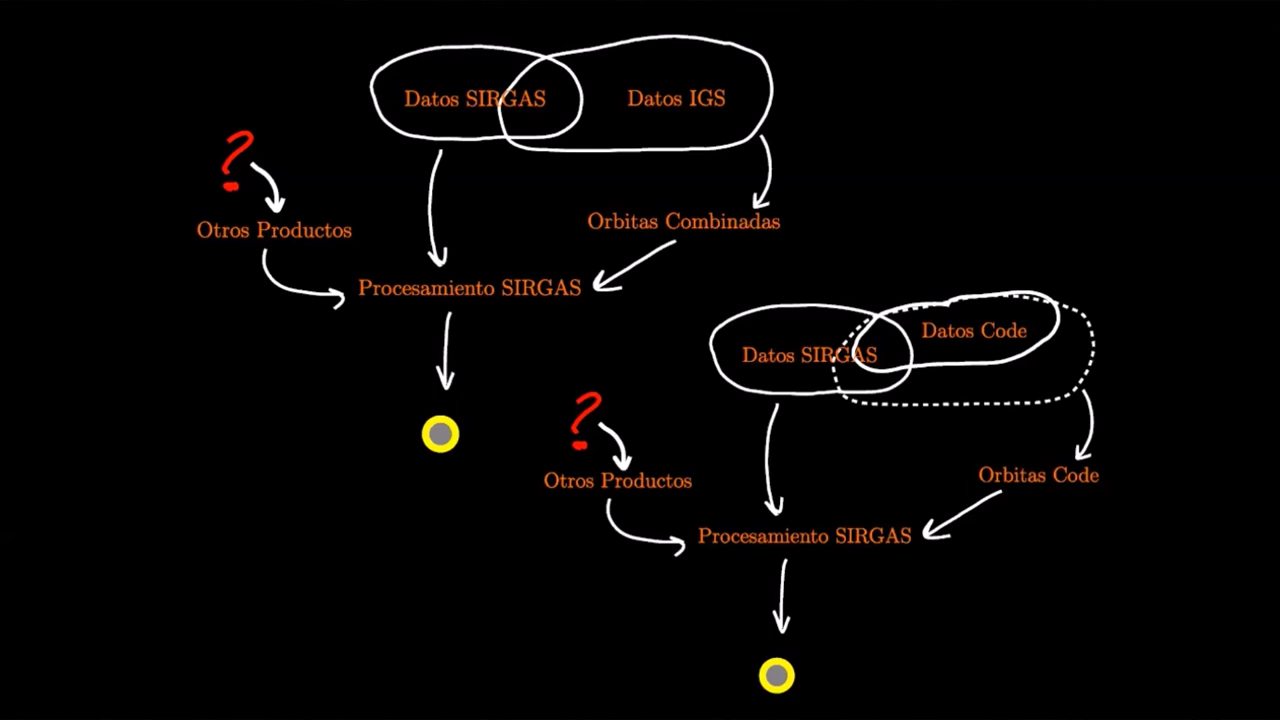 Datos SIRGAS
Datos IGS
?
Otros Productos
Orbitas Combinadas
Procesamiento SIRGAS
Datos SIRGAS
Datos Code
?
Otros Productos
Orbitas Code
Procesamiento SIRGAS